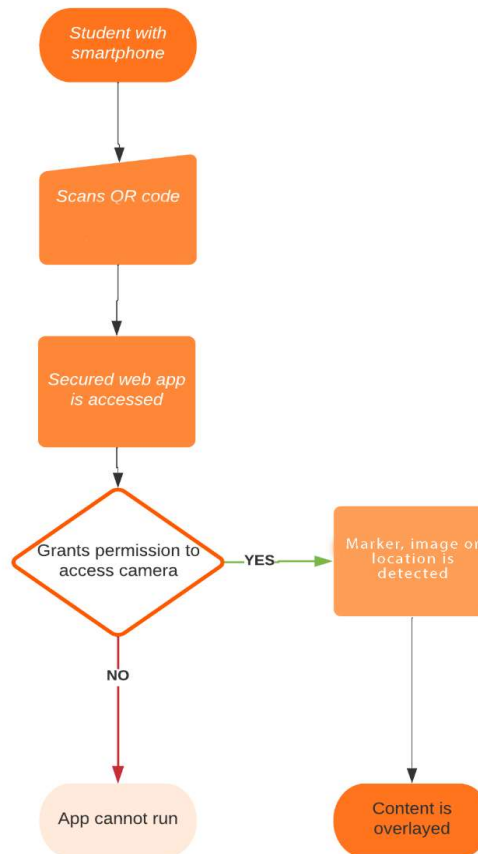 Student with
smartphone
Scans QR code
Secured web app
is accessed
Grants permission to
access camera
YES
Marker, image or
location is
detected
NO
App cannot run
Content is
overlayed